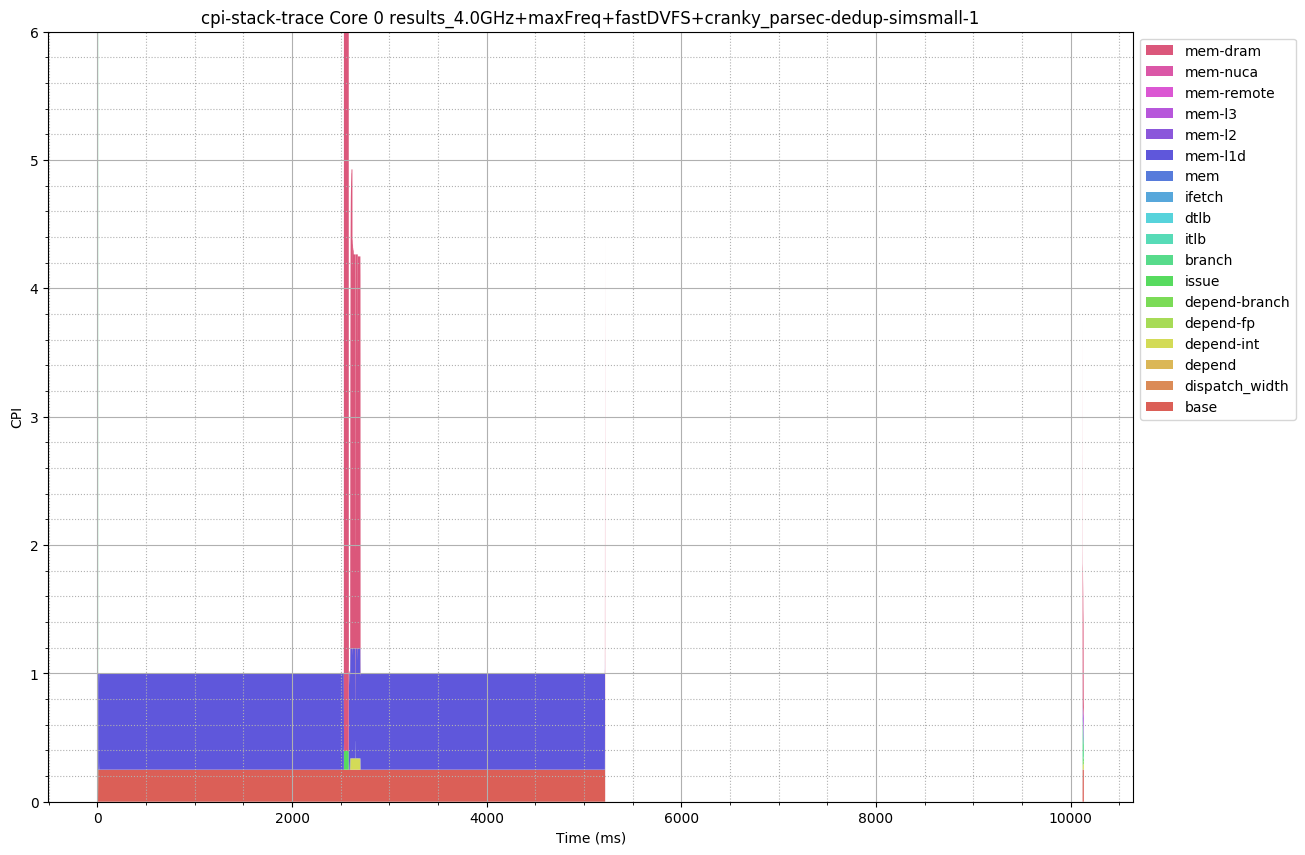 cpi-stack-trace Core 0 results_4.0GHz+maxFreq+fastDVFS+cranky_parsec-dedup-simsmall-1
6
5
4
3
2
1
0
CPI
0
2000
4000
6000
8000
10000
Time (ms)
mem-dram
mem-nuca
mem-remote
mem-l3
mem-l2
mem-l1d
mem
ifetch
dtlb
itlb
branch
issue
depend-branch
depend-fp
depend-int
depend
dispatch_width
base